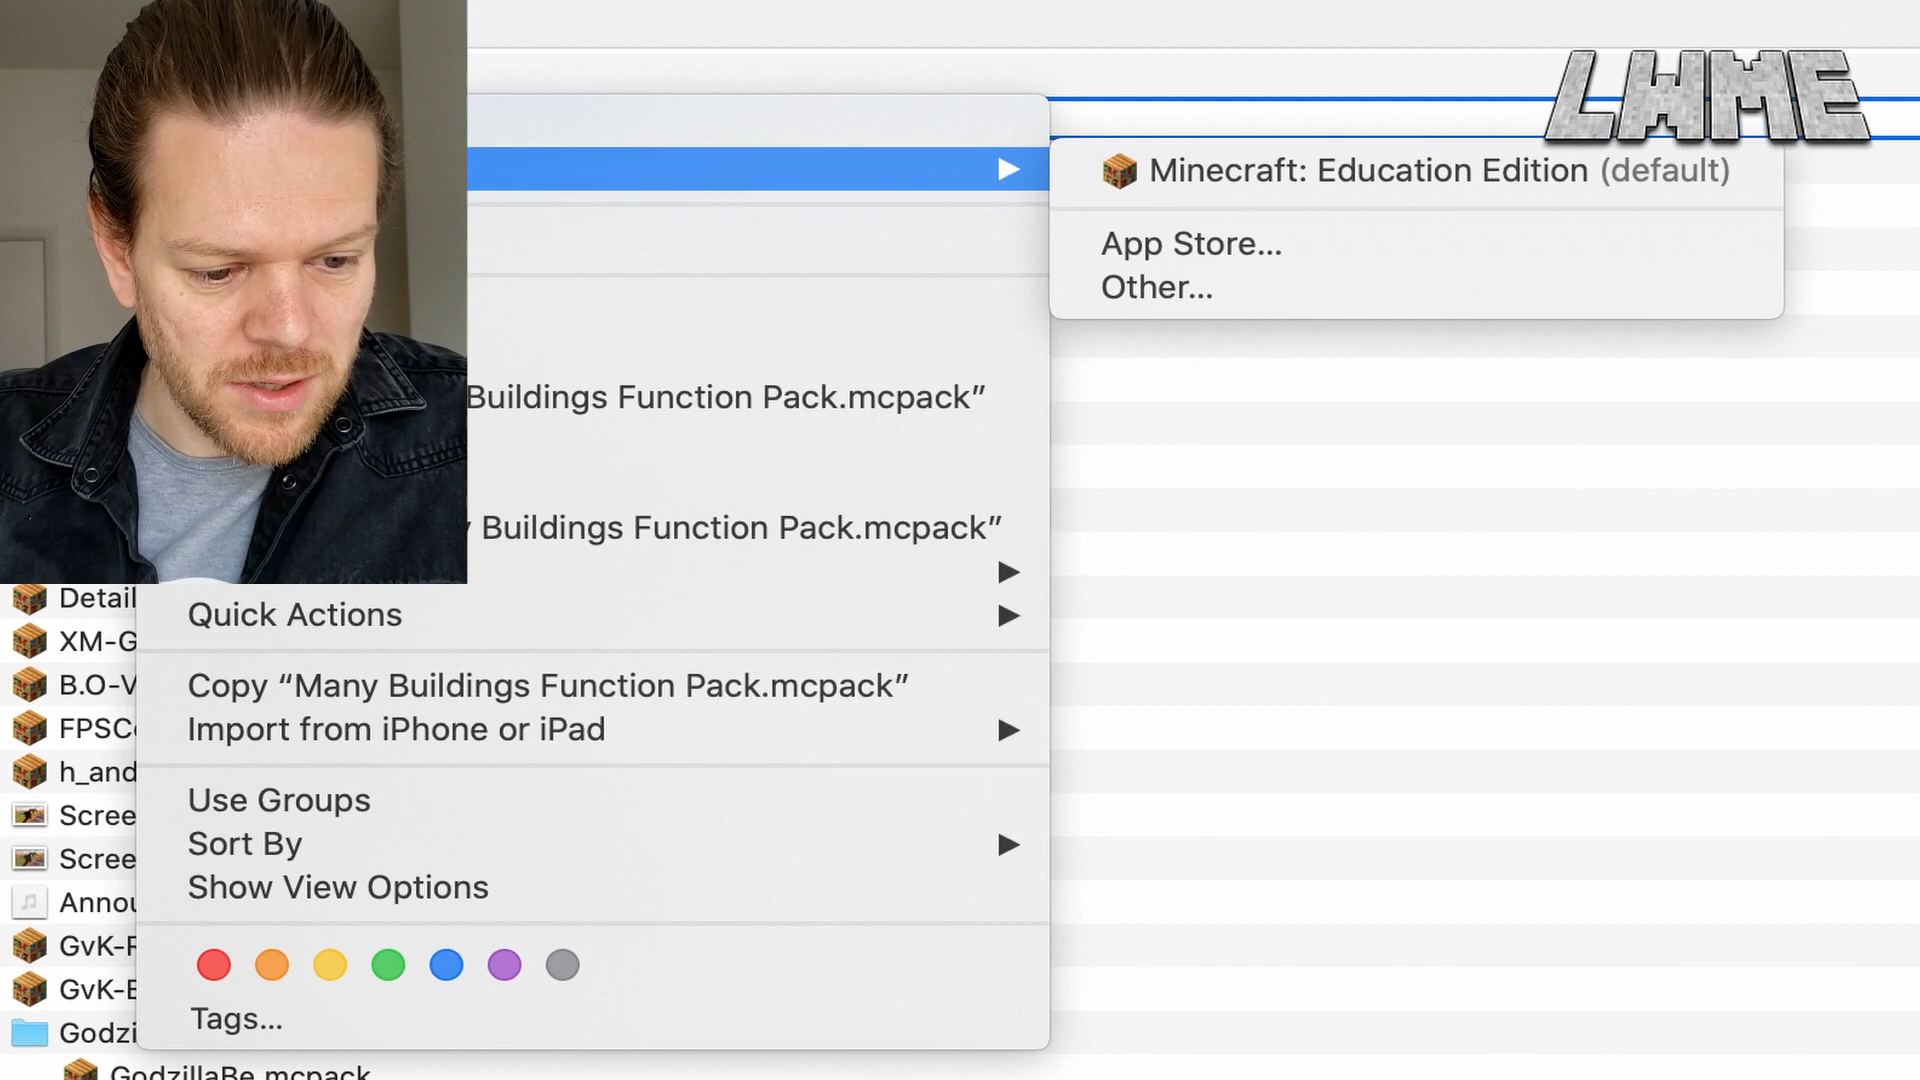 LWME
Minecraft: Education Edition (default)
App Store...
Other...
Buildings Function Pack.mcpack”
Buildings Function Pack.mcpack”
Detail
Quick Actions
XM-G
B.O-V
Copy “Many Buildings Function Pack.mcpack”
FPSC
Import from iPhone or iPad
h_and
Use Groups
Scree
Sort By
Scree
Show View Options
Annou
GvK-
GvK-
Tags...
Godzi
GodzillaBe.mcpack